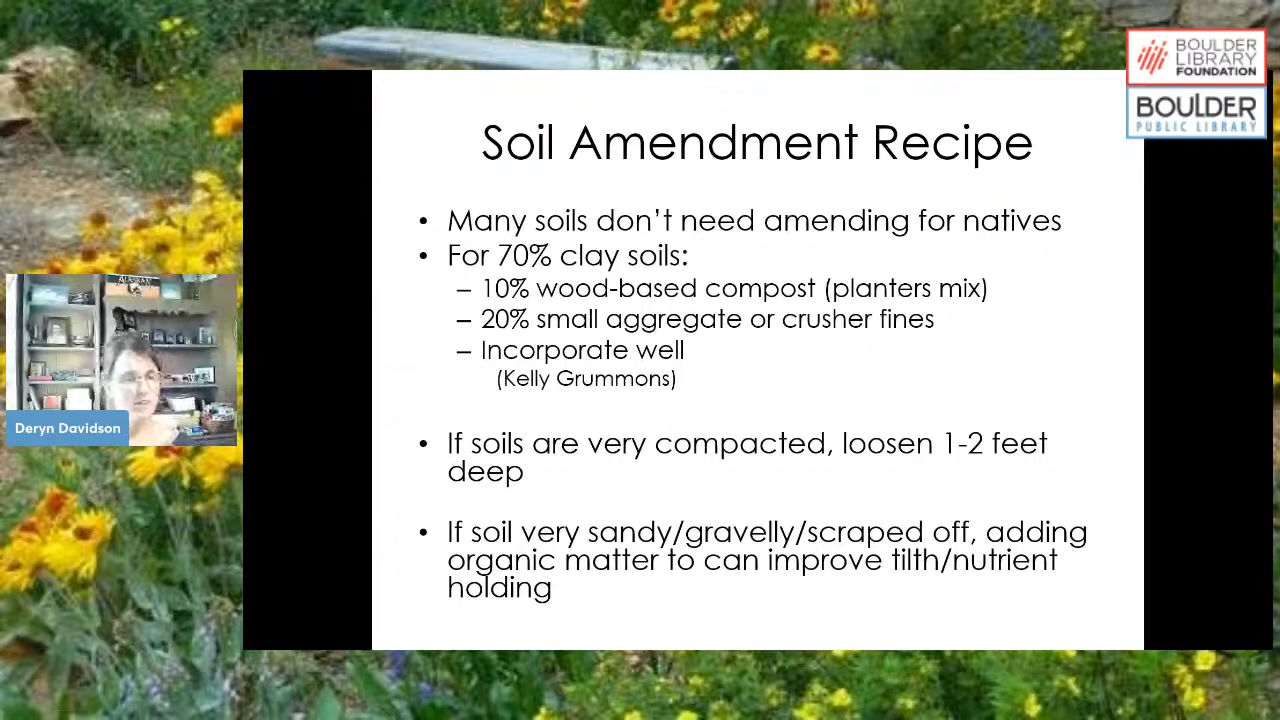 BOULDER
LIBRARY
FOUNDATION
BOULDER
PUBLIC LIBRARY
Soil Amendment Recipe
• Many soils don’t need amending for natives
• For 70% clay soils:
– 10% wood-based compost (planters mix)
– 20% small aggregate or crusher fines
– Incorporate well
(Kelly Grummons)
• If soils are very compacted, loosen 1-2 feet
deep
• If soil very sandy/gravelly/scraped off, adding
organic matter to can improve tilth/nutrient
holding
Deryn Davidson